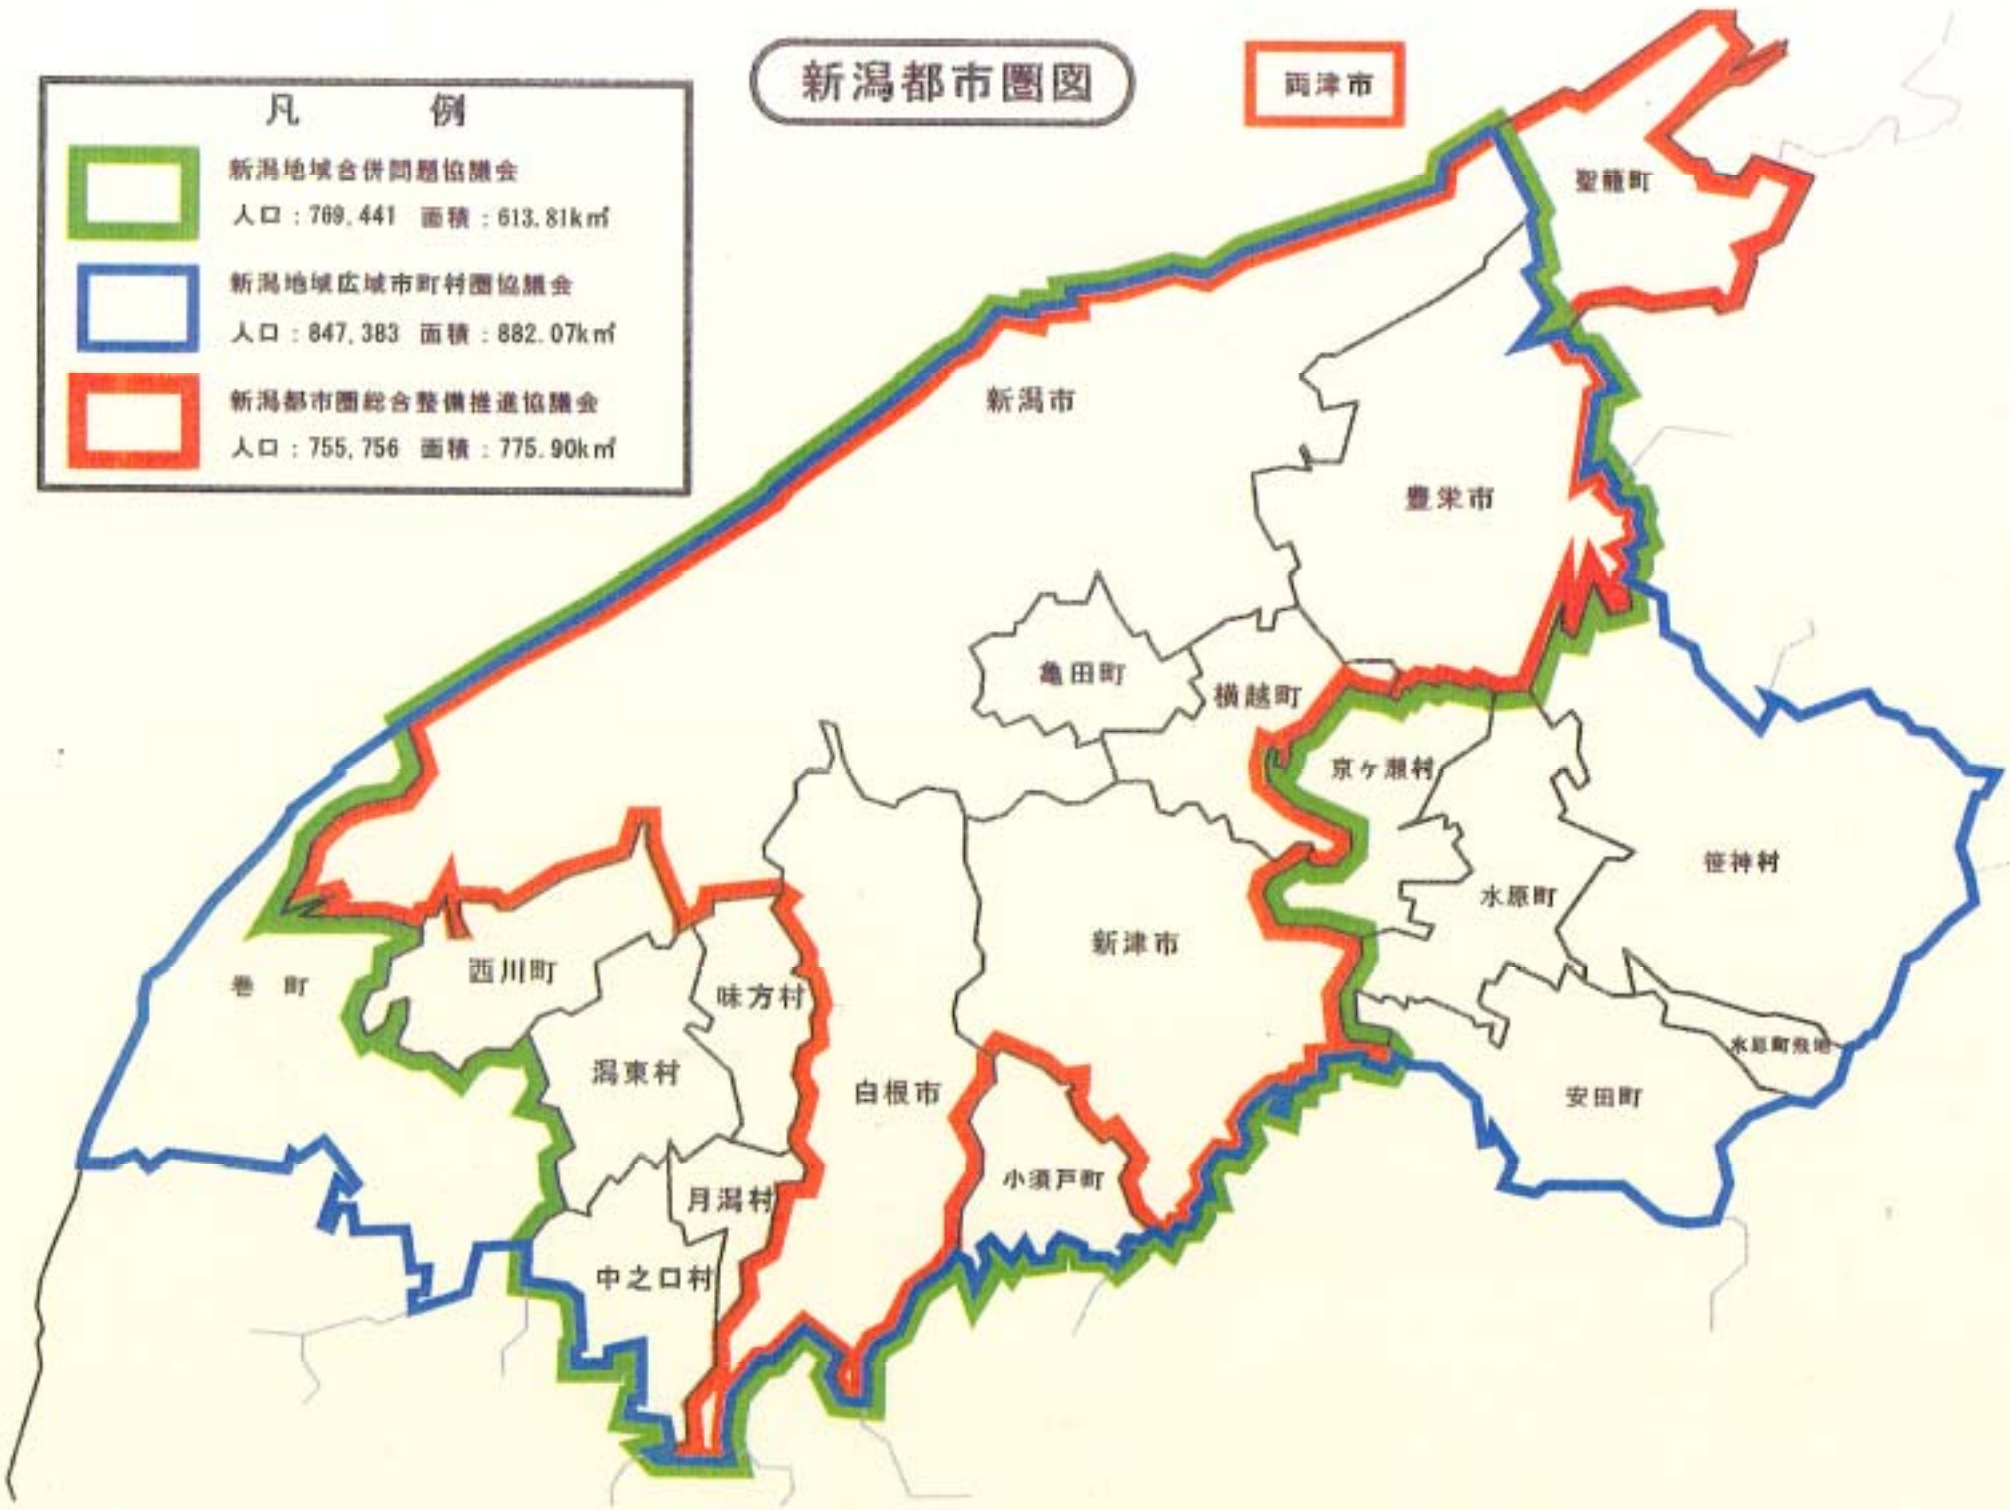 新潟都市圏図
両津市
凡 例
新潟地域合併問題協議会
人口：769,441 面積：613.81k㎡
新潟地域広域市町村圏協議会
人口：847,383 面積：882.07k㎡
新潟都市圏総合整備推進協議会
人口：755,756 面積：775.90k㎡
聖籠町
新潟市
豊栄市
亀田町
横越町
京ヶ瀬村
笹神村
水原町
新津市
西川町
巻 町
味方村
潟東村
白根市
水原町飛地
安田町
小須戸町
月潟村
中之口村